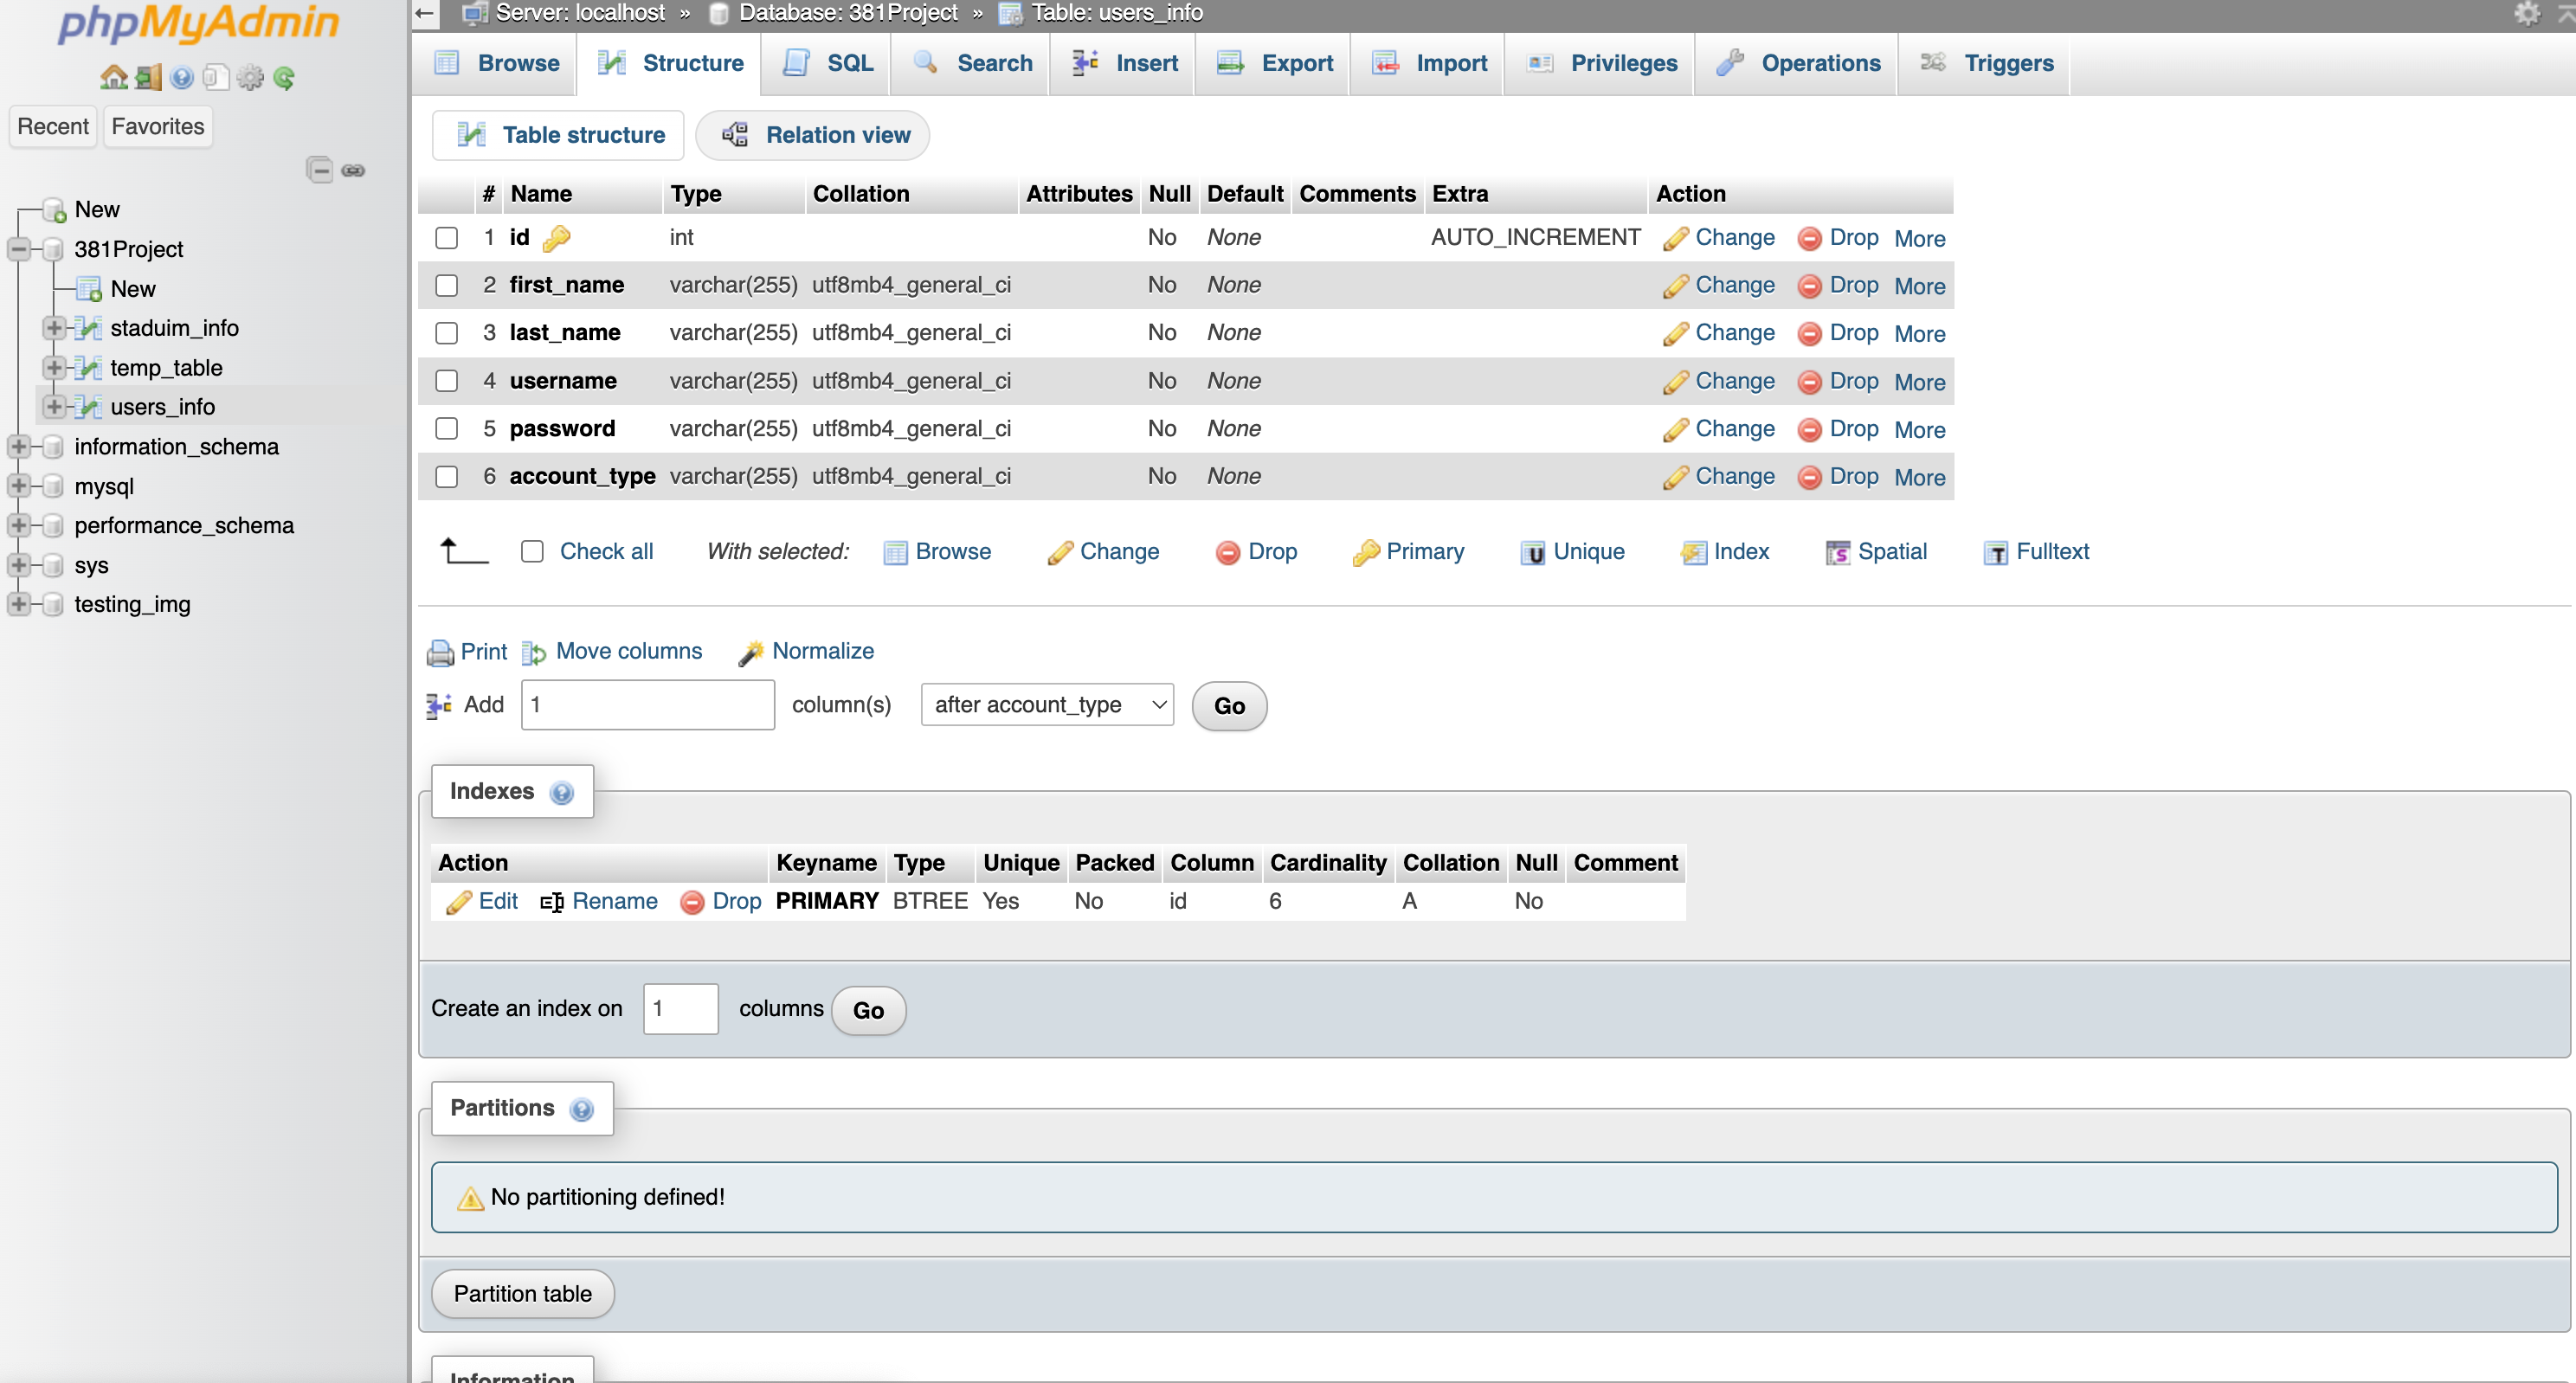 phpMyAdmin
Recent Favorites
New
381Project
New
staduim_info
temp_table
users_info
information_schema
mysql
performance_schema
sys
testing_img
Server: localhost » Database: 381Project » Table: users_info
Browse Structure SQL Search Insert Export Import Privileges Operations Triggers
Table structure Relation view
# Name Type Collation Attributes Null Default Comments Extra Action
1 id int No None AUTO_INCREMENT Change Drop More
2 first_name varchar(255) utf8mb4_general_ci No None Change Drop More
3 last_name varchar(255) utf8mb4_general_ci No None Change Drop More
4 username varchar(255) utf8mb4_general_ci No None Change Drop More
5 password varchar(255) utf8mb4_general_ci No None Change Drop More
6 account_type varchar(255) utf8mb4_general_ci No None Change Drop More
Check all With selected: Browse Change Drop Primary Unique Index Spatial Fulltext
Print Move columns Normalize
Add 1 column(s) after account_type Go
Indexes
Action Keyname Type Unique Packed Column Cardinality Collation Null Comment
Edit Rename Drop PRIMARY BTREE Yes No id 6 A No
Create an index on 1 columns Go
Partitions
No partitioning defined!
Partition table
Information